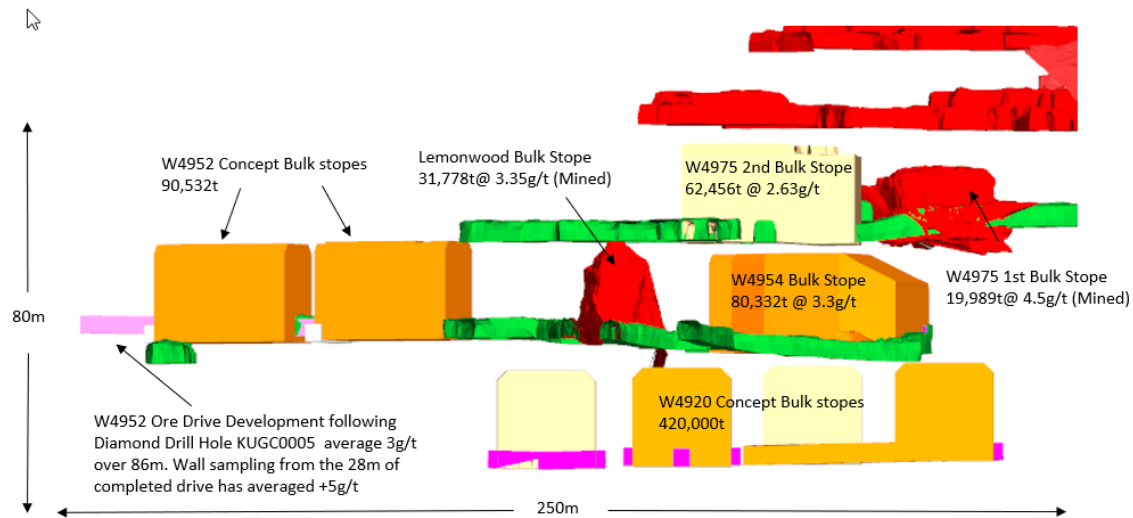 W4952 Concept Bulk stopes
90,532t
Lemonwood Bulk Stope
31,778t@ 3.35g/t (Mined)
W4975 2nd Bulk Stope
62,456t @ 2.63g/t
W4975 1st Bulk Stope
19,989t@ 4.5g/t (Mined)
W4954 Bulk Stope
80,332t @ 3.3g/t
80m
W4952 Ore Drive Development following
Diamond Drill Hole KUGC0005 average 3g/t
over 86m. Wall sampling from the 28m of
completed drive has averaged +5g/t
W4920 Concept Bulk stopes
420,000t
250m